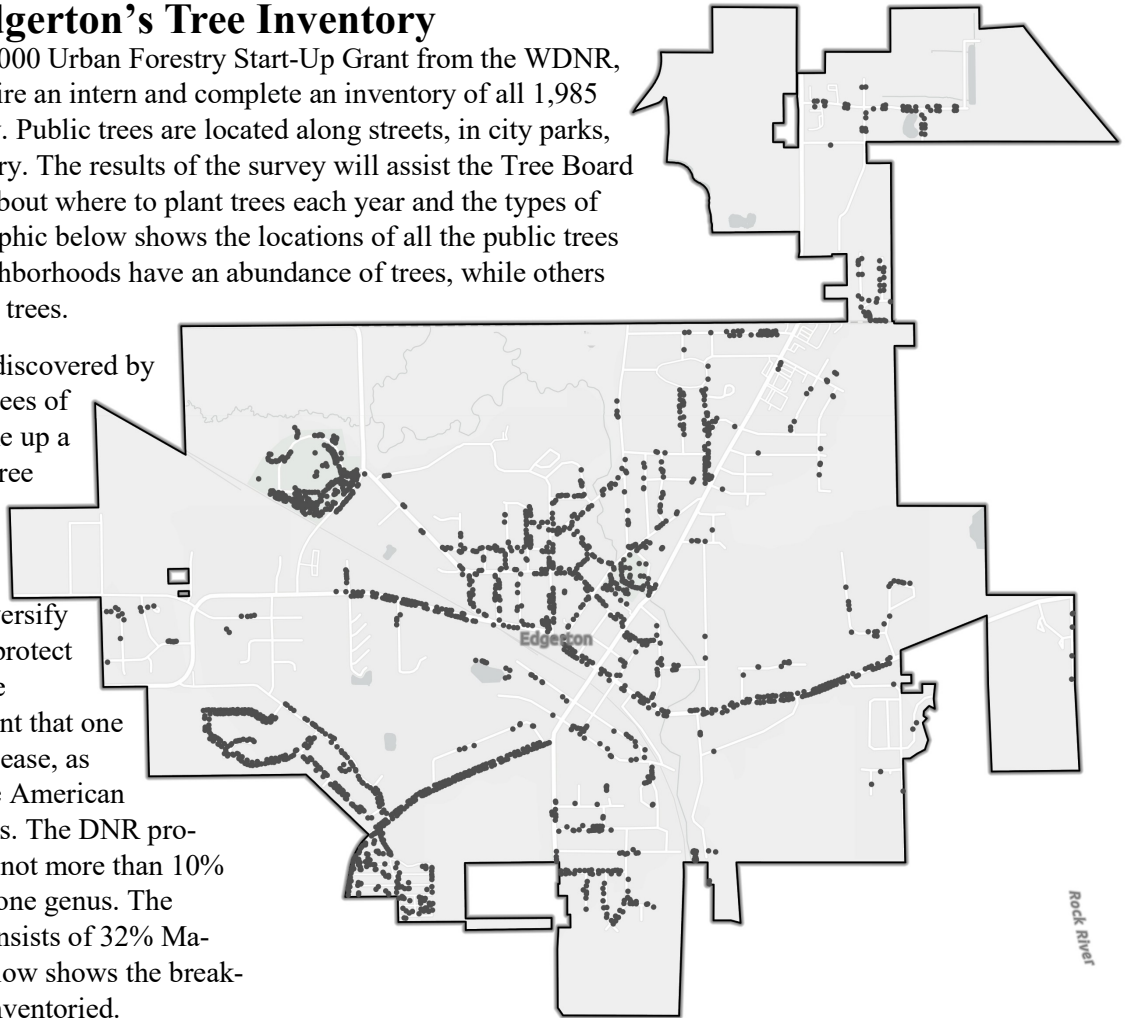 dgerton’s Tree Inventory
000 Urban Forestry Start-Up Grant from the WDNR,
ire an intern and complete an inventory of all 1,985
. Public trees are located along streets, in city parks,
ry. The results of the survey will assist the Tree Board
bout where to plant trees each year and the types of
phic below shows the locations of all the public trees
hborhoods have an abundance of trees, while others
trees.
discovered by
ees of
e up a
ree
versify
protect
e
nt that one
ease, as
e American
s. The DNR pro-
not more than 10%
one genus. The
nsists of 32% Ma-
low shows the break-
nventoried.
Edgerton
Rock River